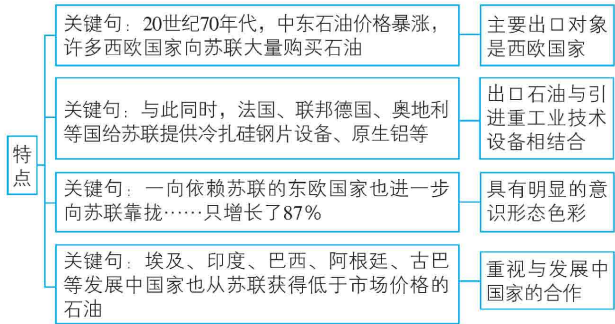 特点
关键句：20世纪70年代，中东石油价格暴涨，
许多西欧国家向苏联大量购买石油
主要出口对象
是西欧国家
关键句：与此同时，法国、联邦德国、奥地利
等国给苏联提供冷扎硅钢片设备、原生铝等
出口石油与引
进重工业技术
设备相结合
关键句：一向依赖苏联的东欧国家也进一步
向苏联靠拢……只增长了87%
具有明显的意
识形态色彩
关键句：埃及、印度、巴西、阿根廷、古巴
等发展中国家也从苏联获得低于市场价格的
石油
重视与发展中
国家的合作